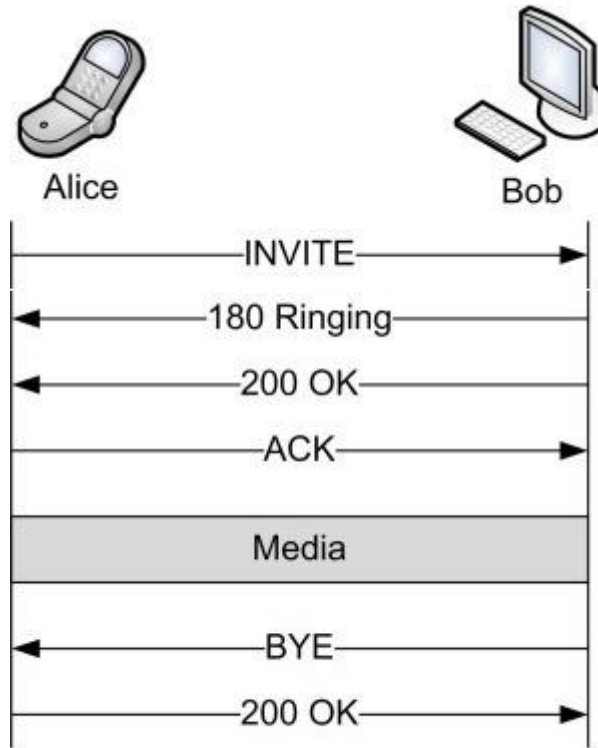 Alice
Bob
INVITE
180 Ringing
200 OK
ACK
Media
BYE
200 OK